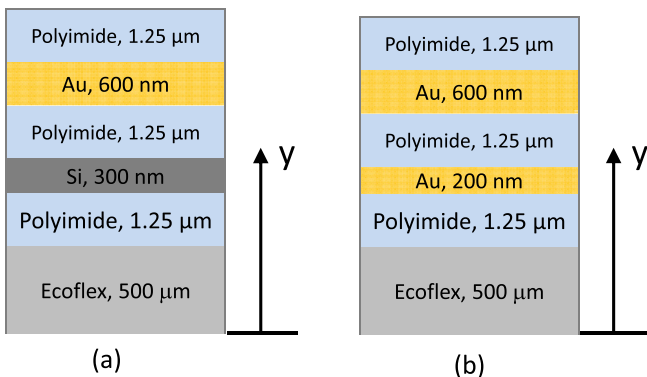 Polyimide, 1.25 µm
Au, 600 nm
Polyimide, 1.25 µm
Si, 300 nm
Polyimide, 1.25 µm
Ecoflex, 500 µm
y
(a)
Polyimide, 1.25 µm
Au, 600 nm
Polyimide, 1.25 µm
Au, 200 nm
Polyimide, 1.25 µm
Ecoflex, 500 µm
y
(b)